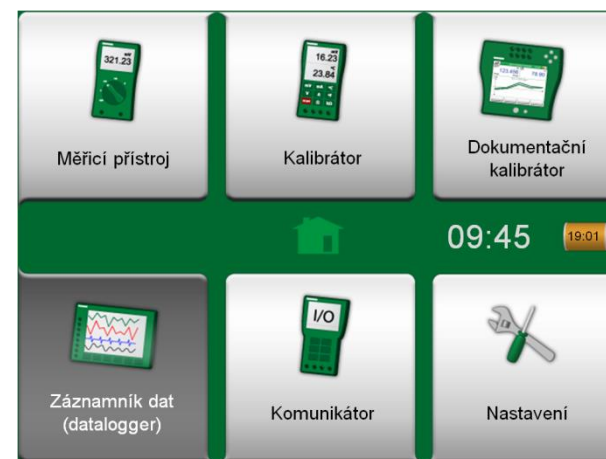 321.23
Měřicí přístroj
16.23
23.84
Kalibrátor
Dokumentační
kalibrátor
09:45
19:01
Záznamník dat
(datalogger)
I/O
Komunikátor
Nastavení